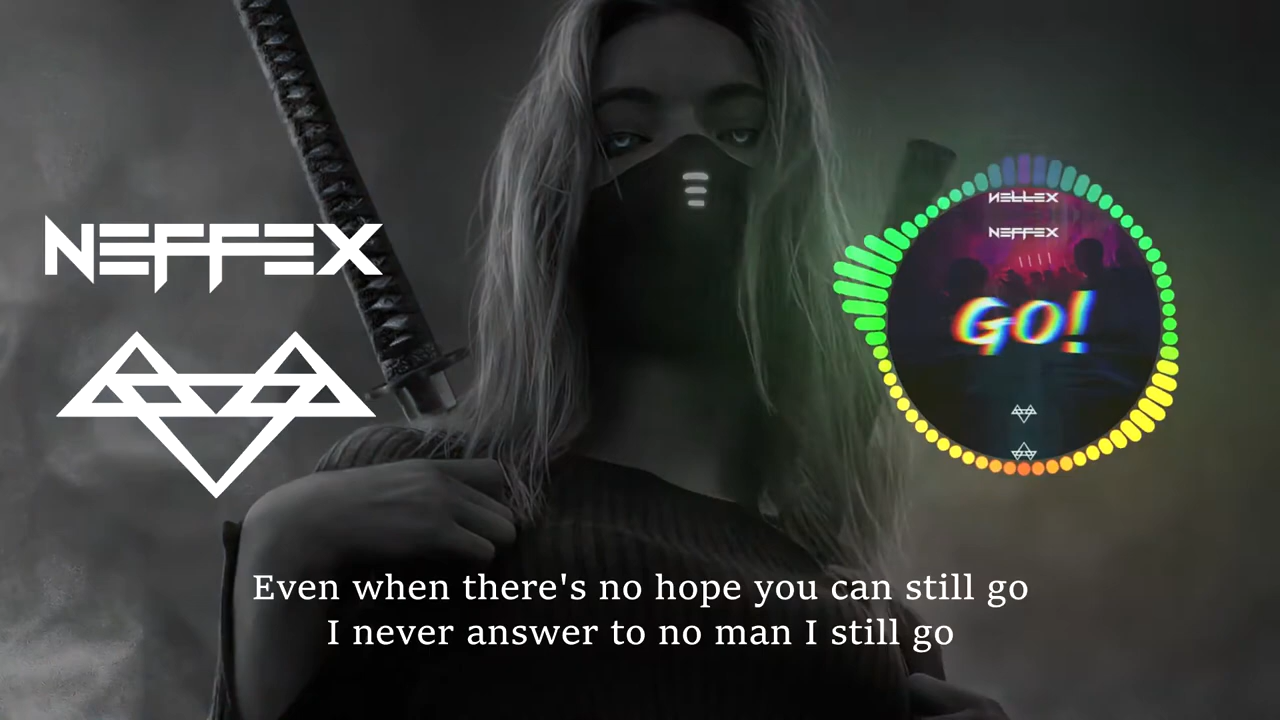 NEFFEX
NEFFEX
GO!
Even when there's no hope you can still go
I never answer to no man I still go